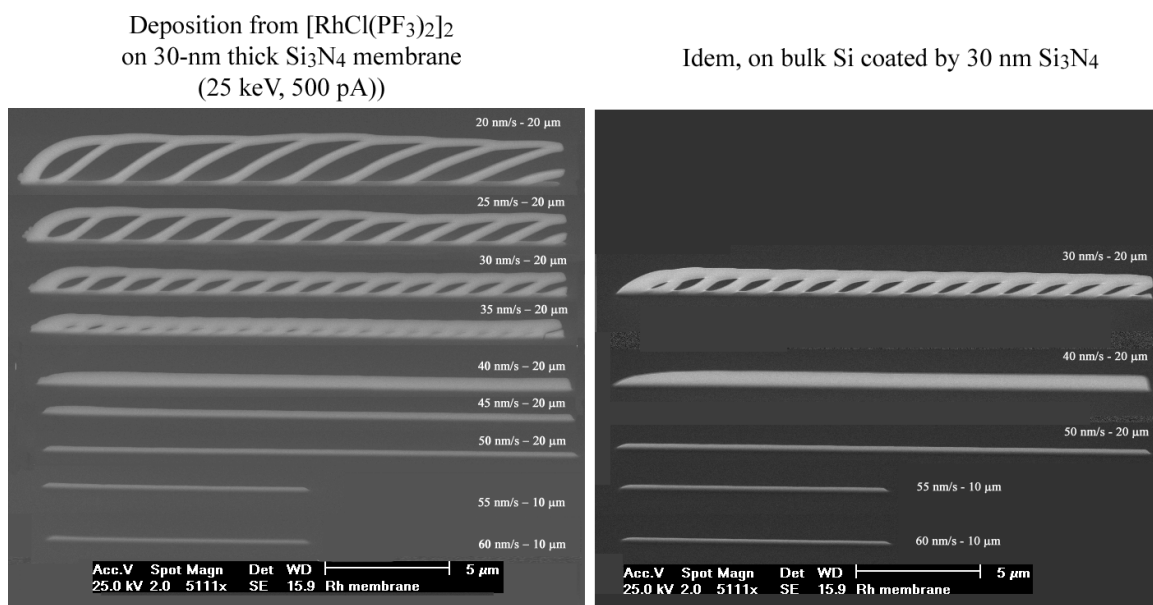 Deposition from [RhCl(PF3)2]2
on 30-nm thick Si3N4 membrane
(25 keV, 500 pA))
20 nm/s - 20 μm
25 nm/s – 20 μm
30 nm/s – 20 μm
35 nm/s – 20 μm
40 nm/s – 20 μm
45 nm/s – 20 μm
50 nm/s – 20 μm
55 nm/s – 10 μm
60 nm/s – 10 μm
Acc.V Spot Magn Det WD 5 μm
25.0 kV 2.0 5111x SE 15.9 Rh membrane
Idem, on bulk Si coated by 30 nm Si3N4
30 nm/s - 20 μm
40 nm/s - 20 μm
50 nm/s - 20 μm
55 nm/s - 10 μm
60 nm/s - 10 μm
Acc.V Spot Magn Det WD 5 μm
25.0 kV 2.0 5111x SE 15.9 Rh membrane